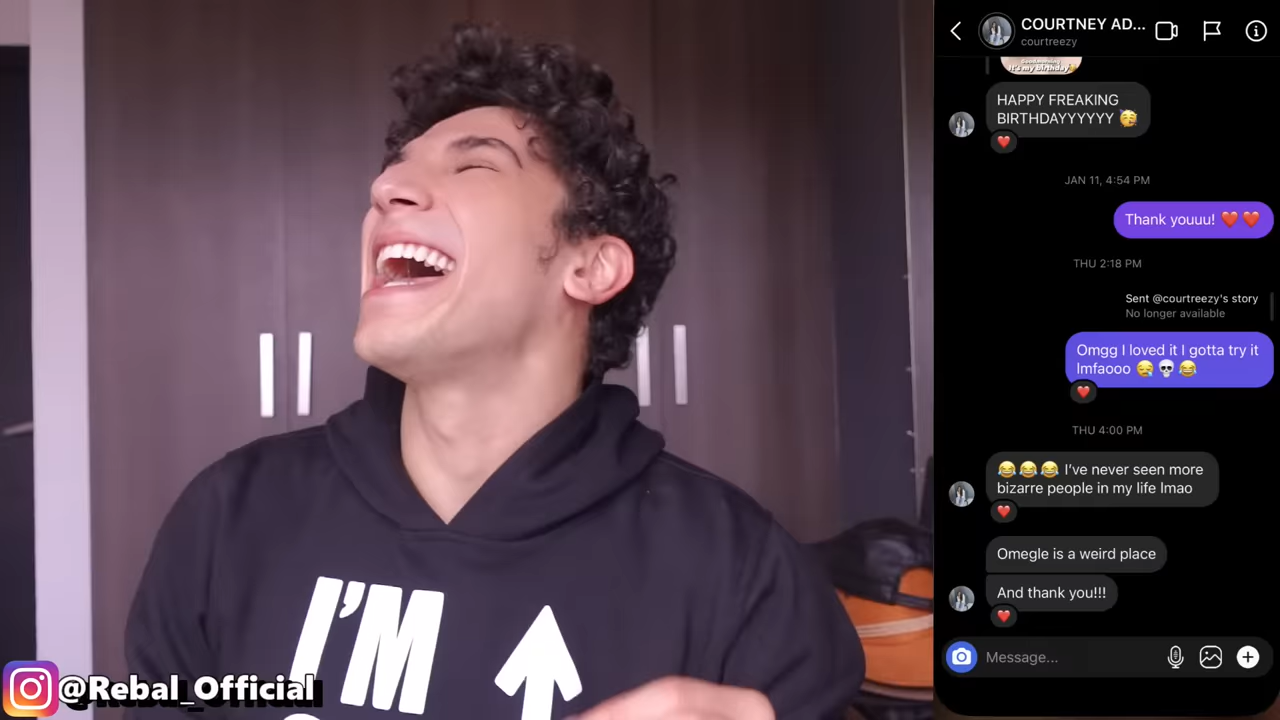 I'M
@Rebal_Official
COURTNEY AD...
courtreezy
Goodmorning
It's my birthday
HAPPY FREAKING
BIRTHDAYYYYYY 🥳
JAN 11, 4:54 PM
Thank youuu! ❤️ ❤️
THU 2:18 PM
Sent @courtreezy's story
No longer available
Omgg I loved it I gotta try it
lmfaooo 😪 💀 😂
THU 4:00 PM
😂😂😂 I've never seen more
bizarre people in my life lmao
Omegle is a weird place
And thank you!!!
Message...